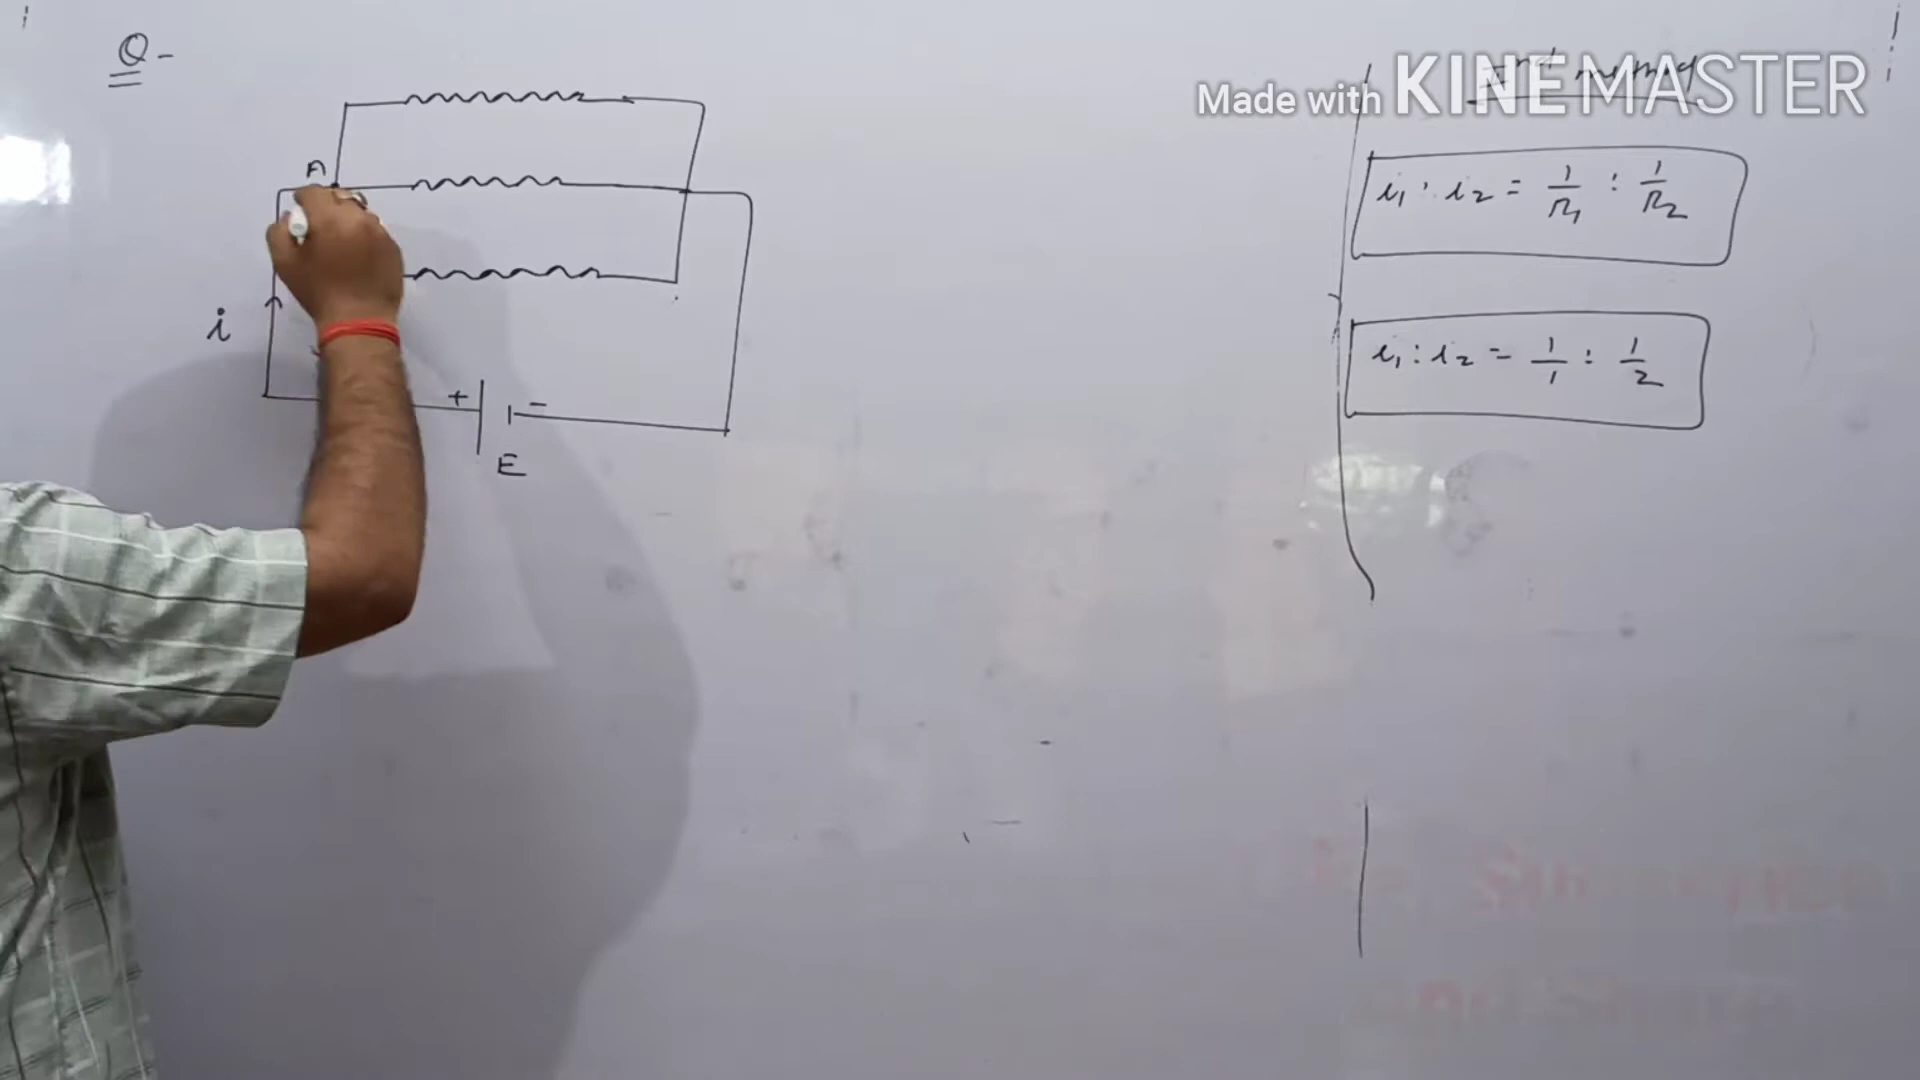 Q-
A
i
+ -
E
Made with KINEMASTER
i₁ : i₂ = 1/R₁ : 1/R₂
i₁ : i₂ = 1/1 : 1/2